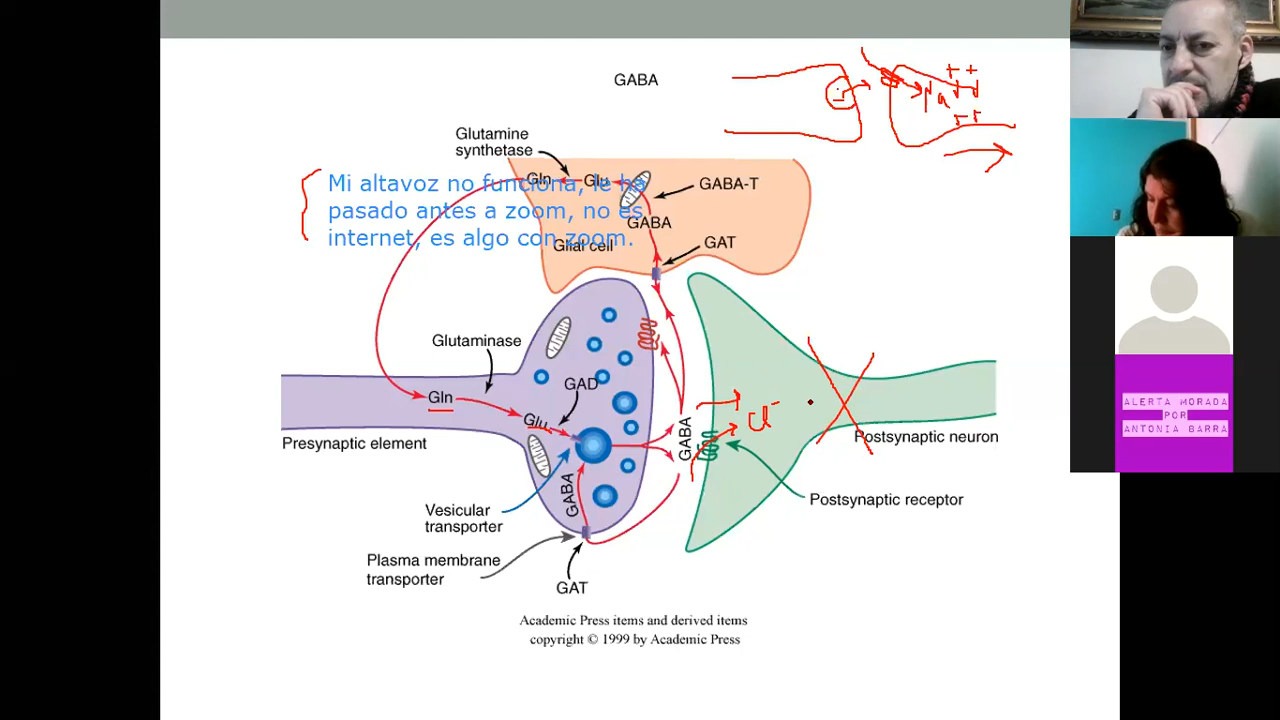 GABA
++
Na
++
Glutamine
synthetase
Gln
Glu
GABA-T
Mi altavoz no funciona, le ha
pasado antes a zoom, no es
internet, es algo con zoom.
GABA
Glial cell
GAT
Glutaminase
GAD
Gln
Glu
GABA
Cl-
Presynaptic element
Postsynaptic neuron
GABA
Vesicular
transporter
Postsynaptic receptor
Plasma membrane
transporter
GAT
Academic Press items and derived items
copyright © 1999 by Academic Press
ALERTA MORADA
POR
ANTONIA BARRA